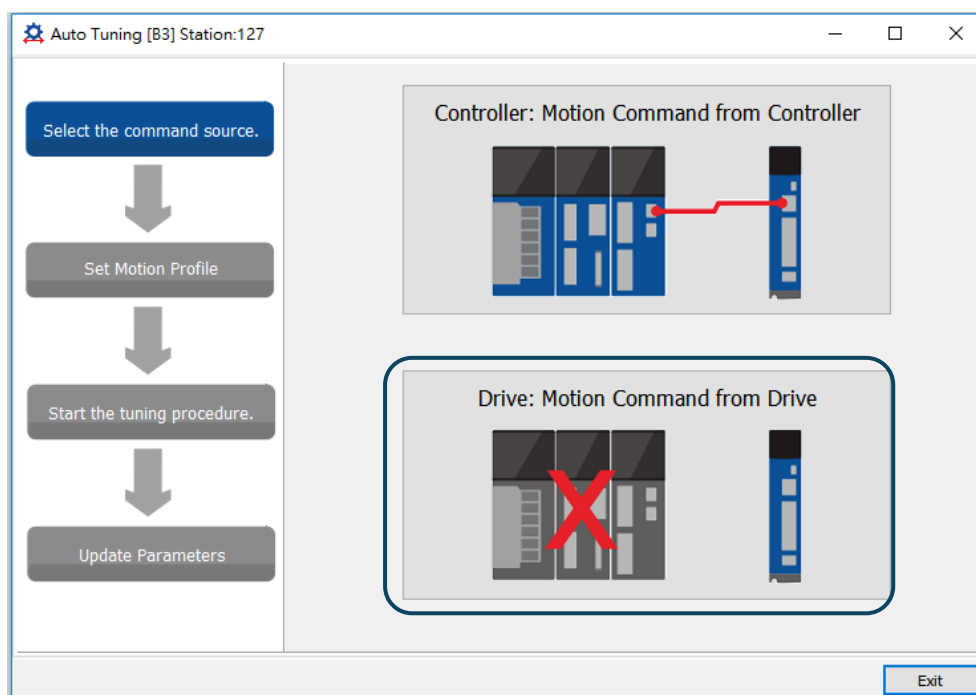 Auto Tuning [B3] Station:127
Select the command source.
Set Motion Profile
Start the tuning procedure.
Update Parameters
Controller: Motion Command from Controller
Drive: Motion Command from Drive
Exit